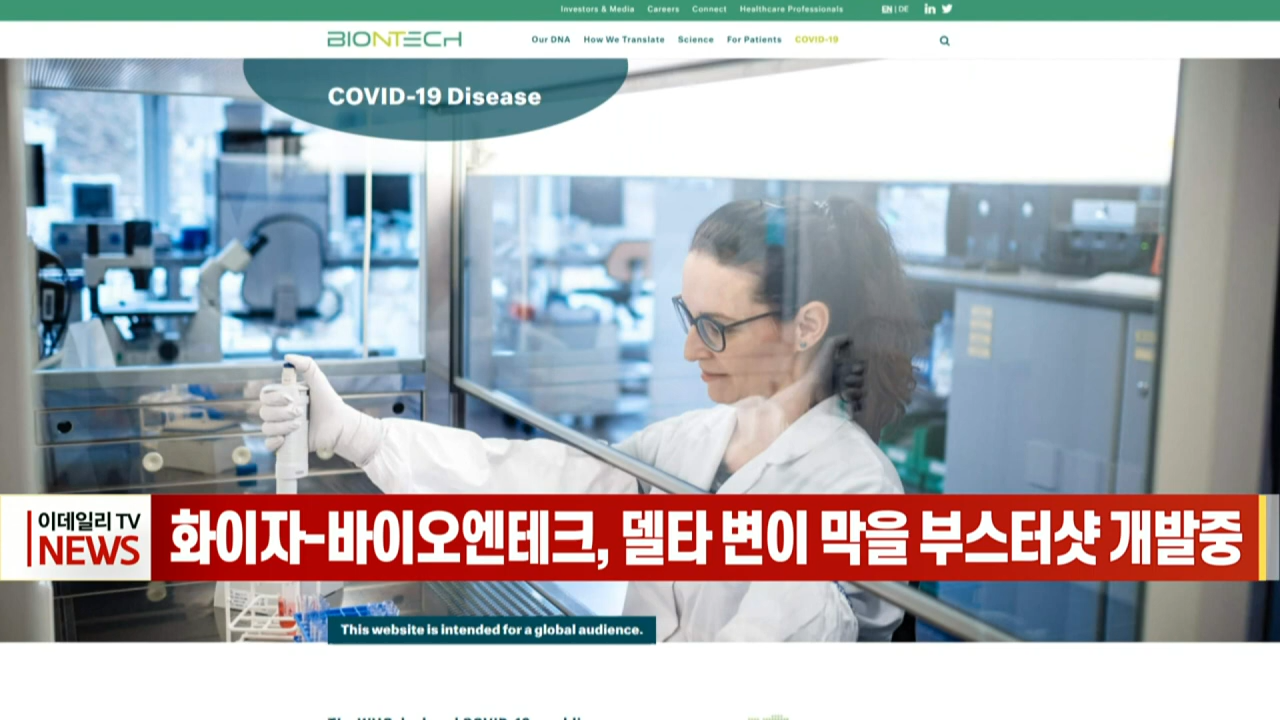 Investors & Media Careers Connect Healthcare Professionals EN | DE
BIONTECH Our DNA How We Translate Science For Patients COVID-19
COVID-19 Disease
이데일리 TV
NEWS
화이자-바이오엔테크, 델타 변이 막을 부스터샷 개발중
This website is intended for a global audience.